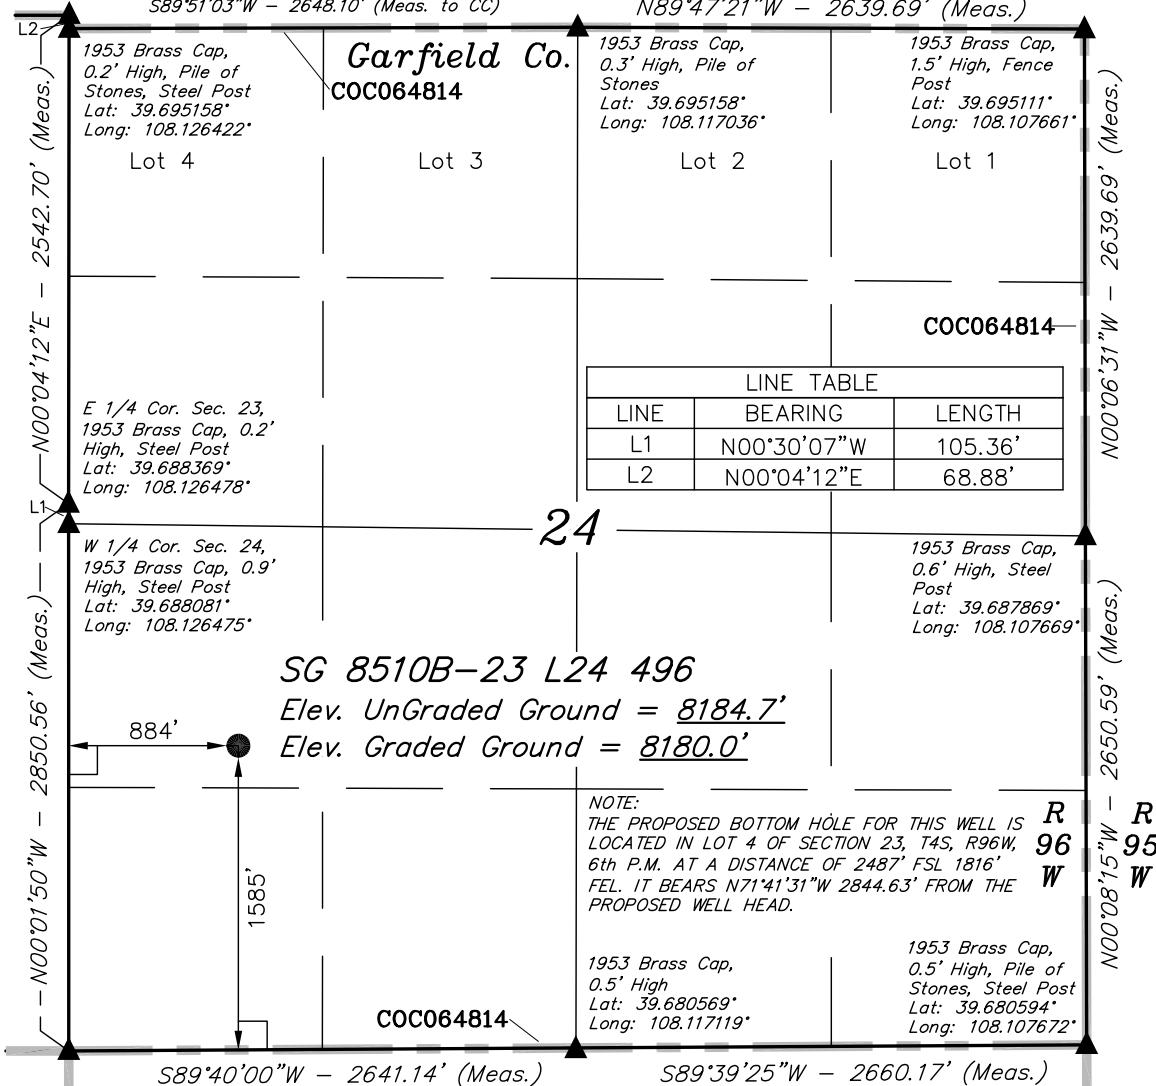 S89°51'03"W - 2648.10' (Meas. to CC)
N89°47'21"W - 2639.69' (Meas.)
L2
1953 Brass Cap,
0.2' High, Pile of
Stones, Steel Post
Lat: 39.695158°
Long: 108.126422°
Garfield Co.
COC064814
1953 Brass Cap,
0.3' High, Pile of
Stones
Lat: 39.695158°
Long: 108.117036°
1953 Brass Cap,
1.5' High, Fence
Post
Lat: 39.695111°
Long: 108.107661°
Lot 4
Lot 3
Lot 2
Lot 1
N00°04'12"E - 2542.70' (Meas.)
N00°06'31"W - 2639.69' (Meas.)
COC064814
LINE TABLE
LINE BEARING LENGTH
L1 N00°30'07"W 105.36'
L2 N00°04'12"E 68.88'
E 1/4 Cor. Sec. 23,
1953 Brass Cap, 0.2'
High, Steel Post
Lat: 39.688369°
Long: 108.126478°
L1
24
W 1/4 Cor. Sec. 24,
1953 Brass Cap, 0.9'
High, Steel Post
Lat: 39.688081°
Long: 108.126475°
1953 Brass Cap,
0.6' High, Steel
Post
Lat: 39.687869°
Long: 108.107669°
SG 8510B-23 L24 496
Elev. UnGraded Ground = 8184.7'
Elev. Graded Ground = 8180.0'
884'
1585'
N00°01'50"W - 2850.56' (Meas.)
N00°08'15"W - 2650.59' (Meas.)
NOTE:
THE PROPOSED BOTTOM HOLE FOR THIS WELL IS
LOCATED IN LOT 4 OF SECTION 23, T4S, R96W,
6th P.M. AT A DISTANCE OF 2487' FSL 1816'
FEL. IT BEARS N71°41'31"W 2844.63' FROM THE
PROPOSED WELL HEAD.
R
96
W
R
95
W
1953 Brass Cap,
0.5' High
Lat: 39.680569°
Long: 108.117119°
1953 Brass Cap,
0.5' High, Pile of
Stones, Steel Post
Lat: 39.680594°
Long: 108.107672°
COC064814
S89°40'00"W - 2641.14' (Meas.)
S89°39'25"W - 2660.17' (Meas.)